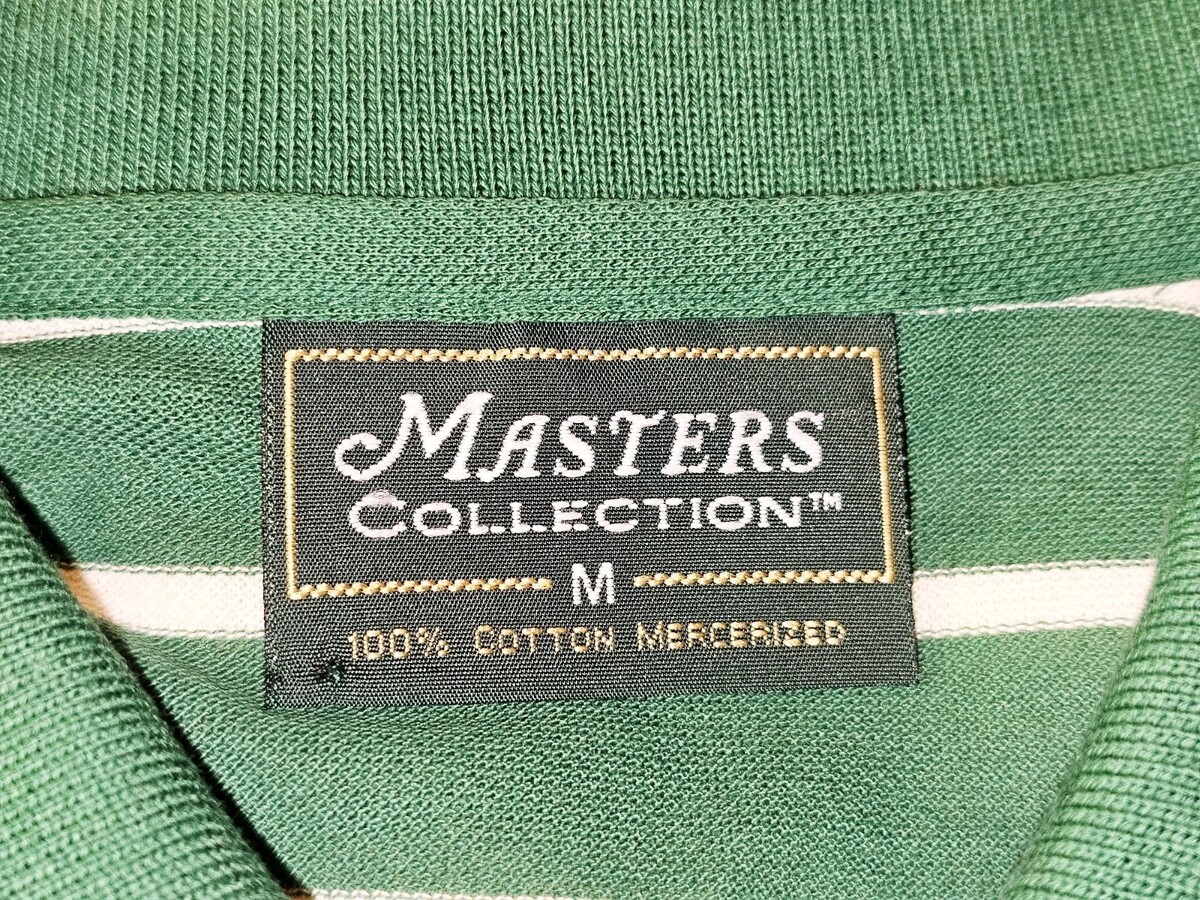 MASTERS
COLLECTION™
M
100% COTTON MERCERIZED